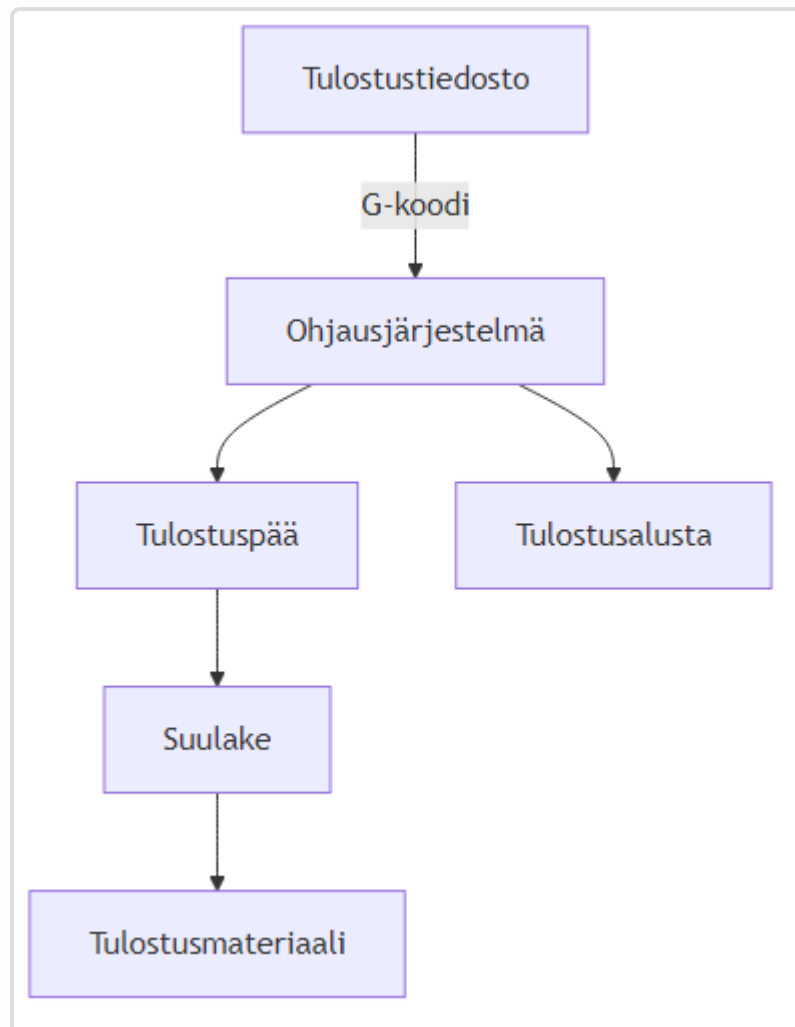 Tulostustiedosto
G-koodi
Ohjausjärjestelmä
Tulostuspää
Tulostusalusta
Suulake
Tulostusmateriaali